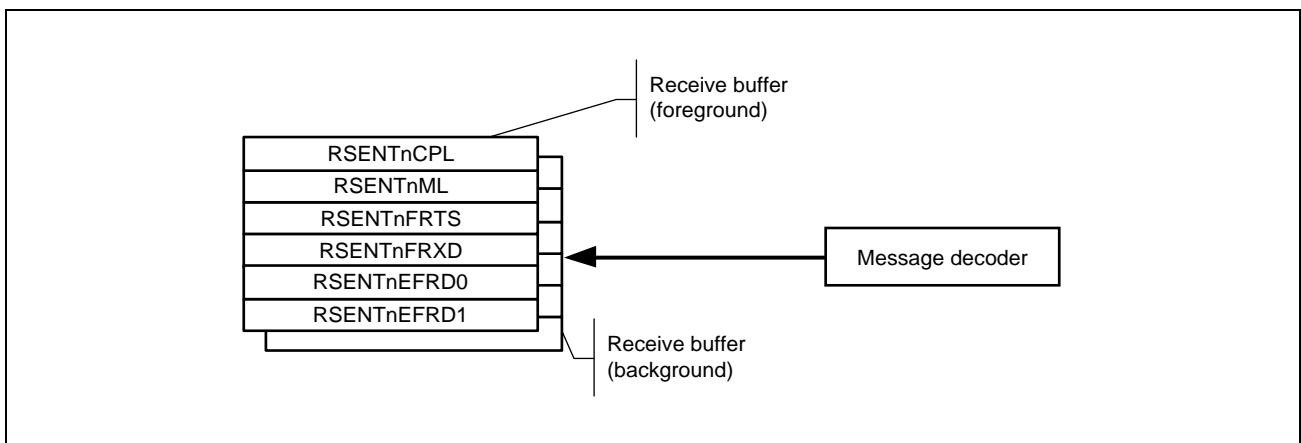 Receive buffer
(foreground)
RSENTnCPL
RSENTnML
RSENTnFRTS
RSENTnFRXD
RSENTnEFRD0
RSENTnEFRD1
Message decoder
Receive buffer
(background)